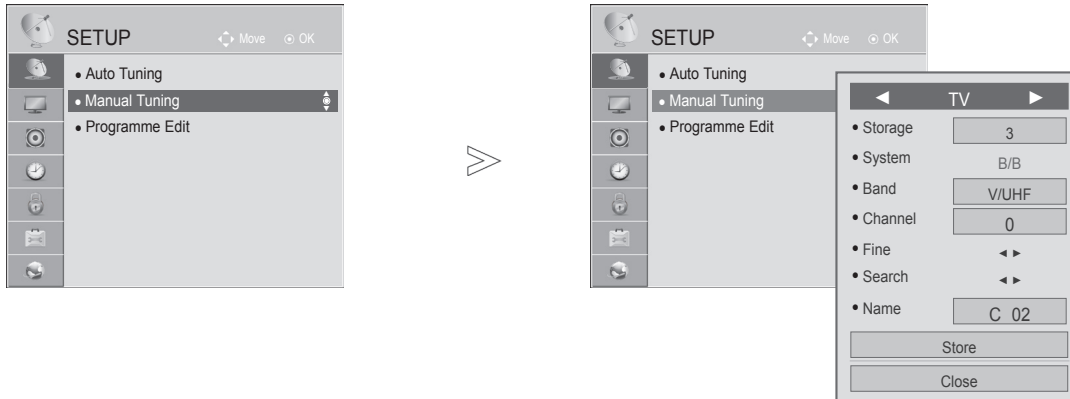 SETUP
Move OK
• Auto Tuning
• Manual Tuning
• Programme Edit
SETUP
Move OK
• Auto Tuning
• Manual Tuning
• Programme Edit
◄ TV ►
• Storage 3
• System B/B
• Band V/UHF
• Channel 0
• Fine ◄ ►
• Search ◄ ►
• Name C 02
Store
Close